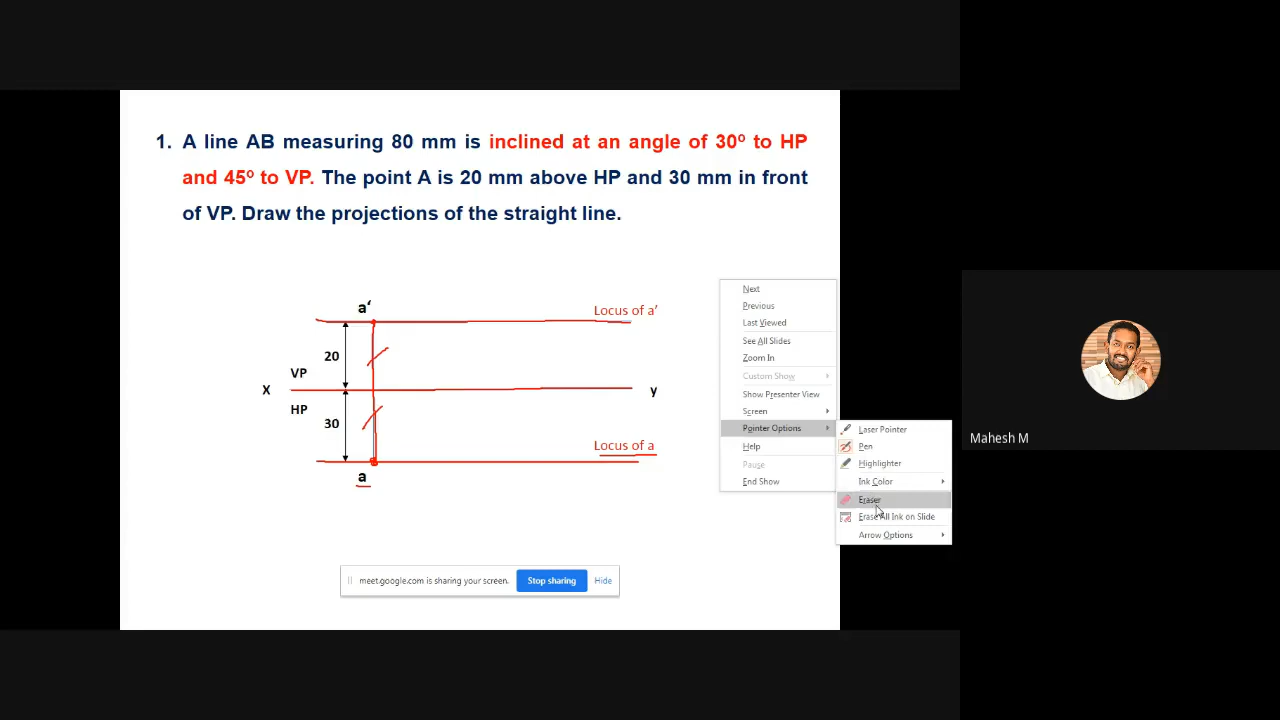 1. A line AB measuring 80 mm is inclined at an angle of 30º to HP
and 45º to VP. The point A is 20 mm above HP and 30 mm in front
of VP. Draw the projections of the straight line.
a‘
Locus of a’
20
VP
X
y
HP
30
Locus of a
a
Next
Previous
Last Viewed
See All Slides
Zoom In
Custom Show
Show Presenter View
Screen
Pointer Options
Help
Pause
End Show
Laser Pointer
Pen
Highlighter
Ink Color
Eraser
Erase All Ink on Slide
Arrow Options
meet.google.com is sharing your screen.
Stop sharing
Hide
Mahesh M